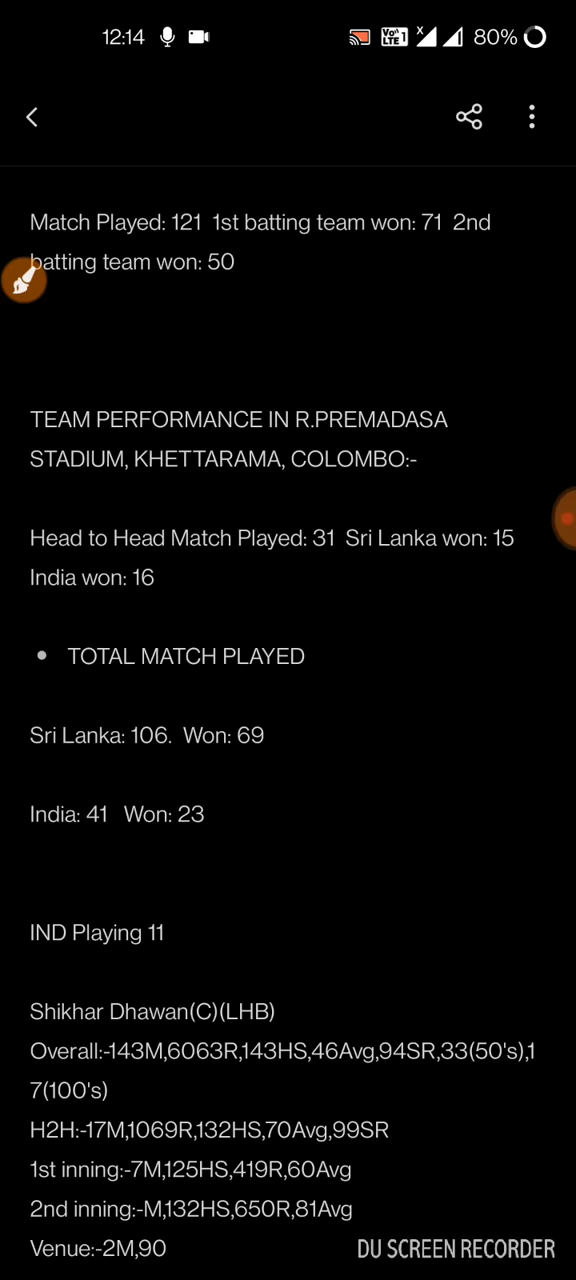 12:14
Vo))
LTE 1
X
80%
Match Played: 121  1st batting team won: 71  2nd
batting team won: 50
TEAM PERFORMANCE IN R.PREMADASA
STADIUM, KHETTARAMA, COLOMBO:-
Head to Head Match Played: 31  Sri Lanka won: 15
India won: 16
• TOTAL MATCH PLAYED
Sri Lanka: 106.  Won: 69
India: 41   Won: 23
IND Playing 11
Shikhar Dhawan(C)(LHB)
Overall:-143M,6063R,143HS,46Avg,94SR,33(50's),1
7(100's)
H2H:-17M,1069R,132HS,70Avg,99SR
1st inning:-7M,125HS,419R,60Avg
2nd inning:-M,132HS,650R,81Avg
Venue:-2M,90
DU SCREEN RECORDER